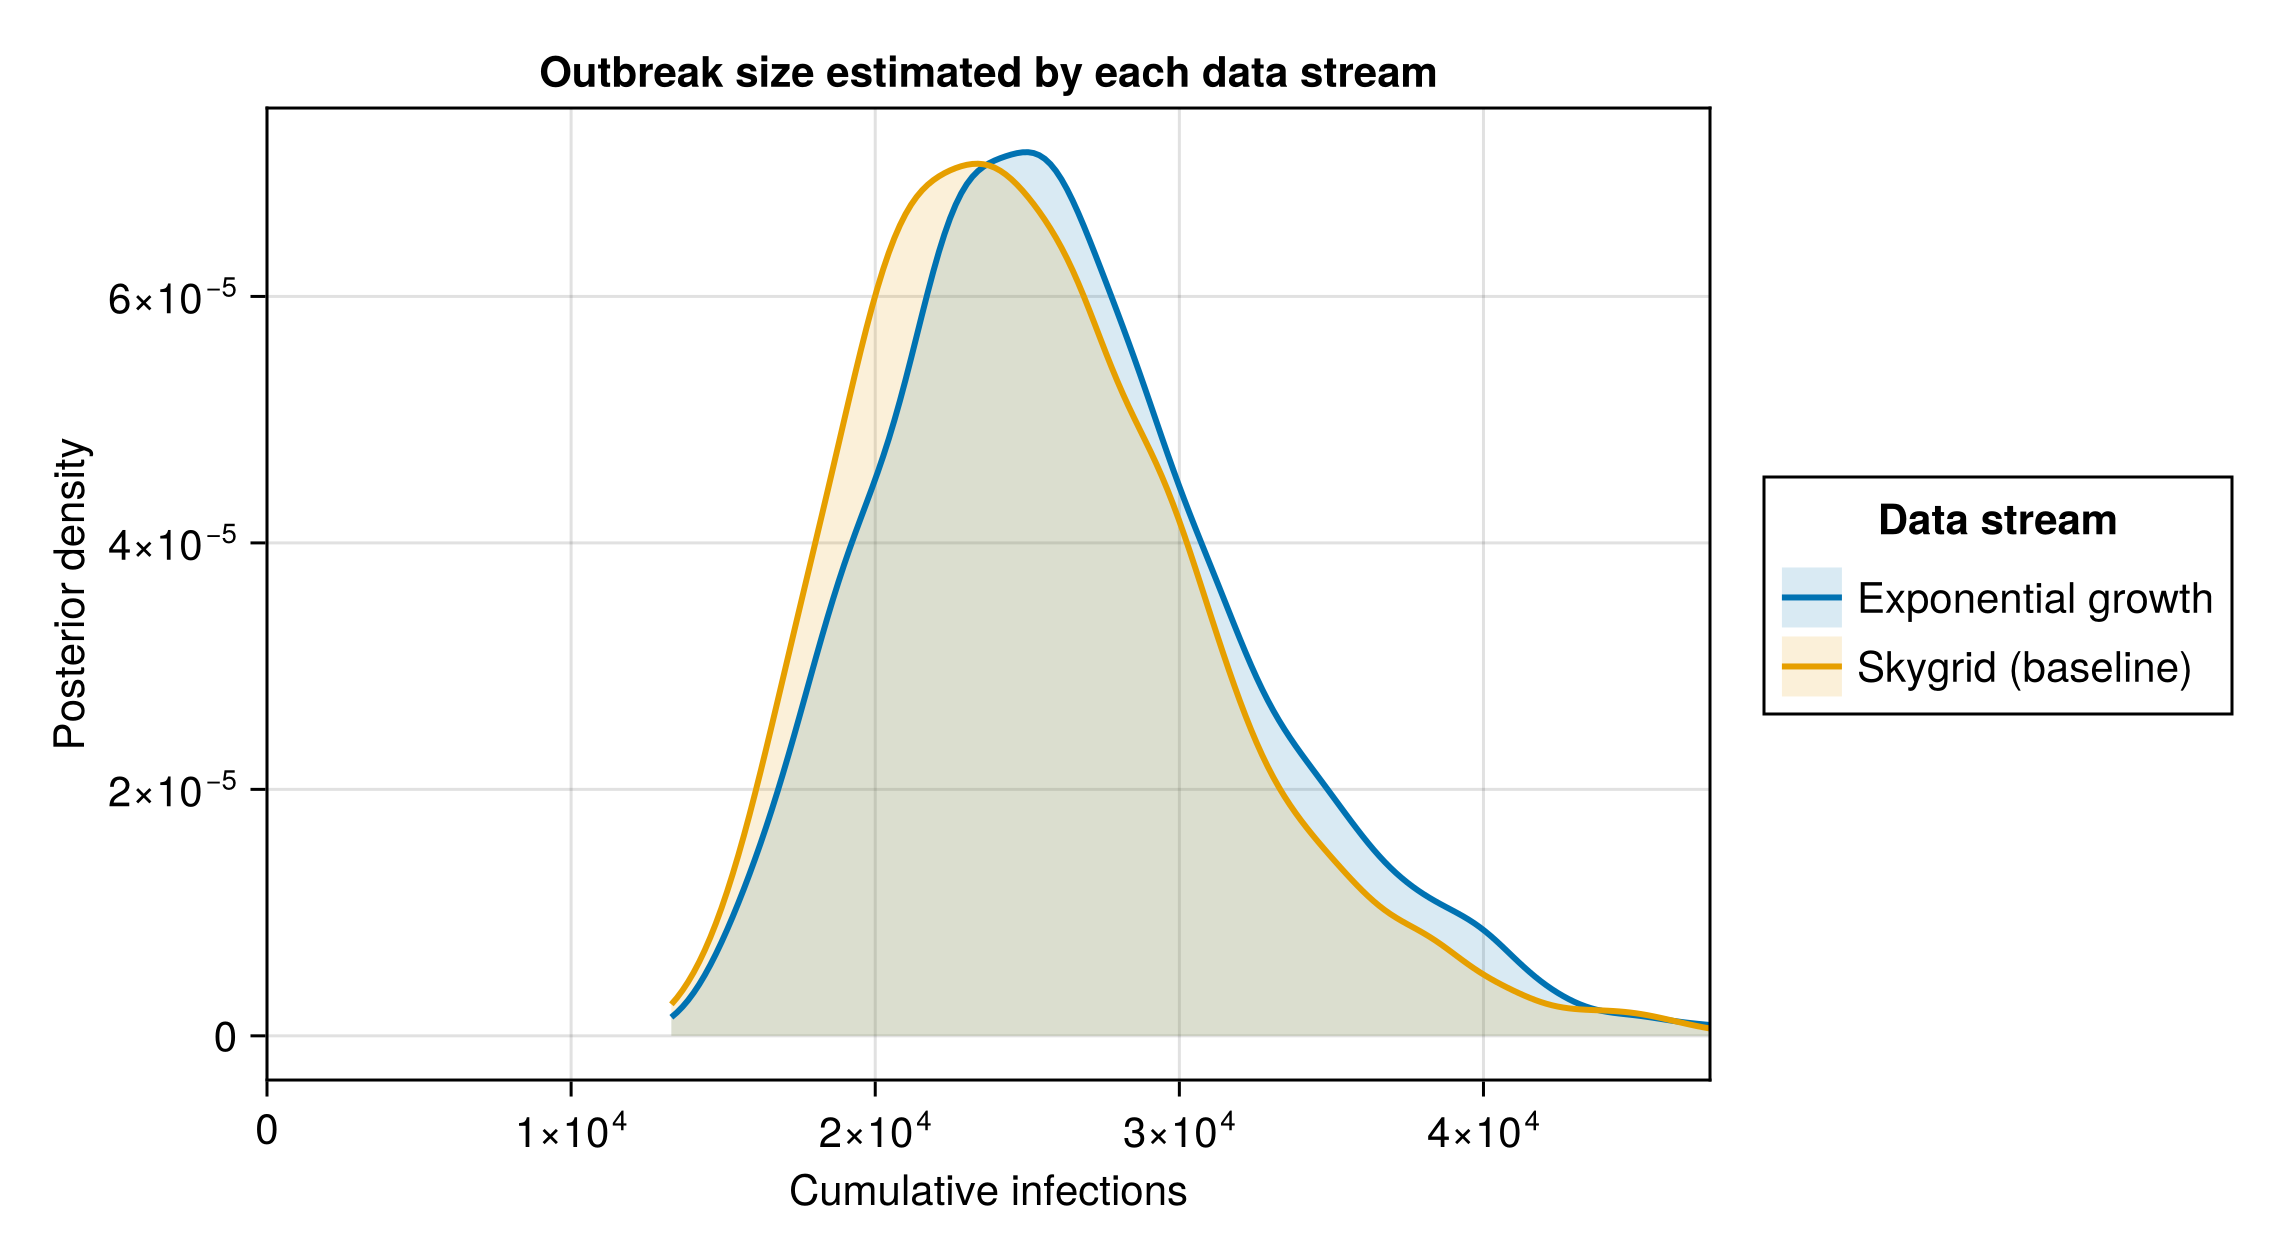 Outbreak size estimated by each data stream
Posterior density
6×10⁻⁵
4×10⁻⁵
2×10⁻⁵
0
0 1×10⁴ 2×10⁴ 3×10⁴ 4×10⁴
Cumulative infections
Data stream
Exponential growth
Skygrid (baseline)